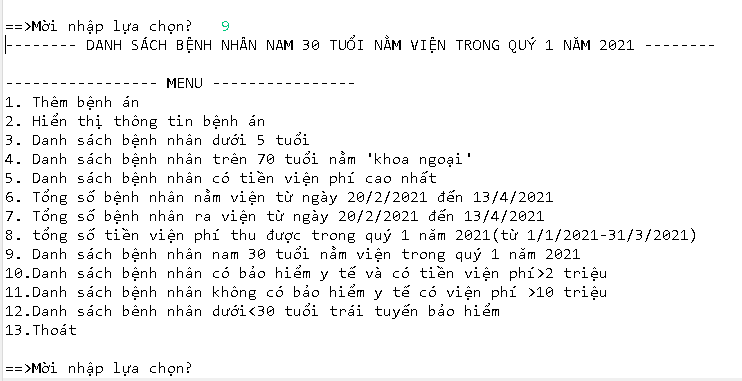 ==>Mời nhập lựa chọn? 9
-------- DANH SÁCH BỆNH NHÂN NAM 30 TUỔI NẰM VIỆN TRONG QUÝ 1 NĂM 2021 --------
---------------- MENU ---------------
1. Thêm bệnh án
2. Hiển thị thông tin bệnh án
3. Danh sách bệnh nhân dưới 5 tuổi
4. Danh sách bệnh nhân trên 70 tuổi nằm 'khoa ngoại'
5. Danh sách bệnh nhân có tiền viện phí cao nhất
6. Tổng số bệnh nhân nằm viện từ ngày 20/2/2021 đến 13/4/2021
7. Tổng số bệnh nhân ra viện từ ngày 20/2/2021 đến 13/4/2021
8. tổng số tiền viện phí thu được trong quý 1 năm 2021(từ 1/1/2021-31/3/2021)
9. Danh sách bệnh nhân nam 30 tuổi nằm viện trong quý 1 năm 2021
10.Danh sách bệnh nhân có bảo hiểm y tế và có tiền viện phí>2 triệu
11.Danh sách bệnh nhân không có bảo hiểm y tế có viện phí >10 triệu
12.Danh sách bênh nhân dưới<30 tuổi trái tuyến bảo hiểm
13.Thoát
==>Mời nhập lựa chọn?